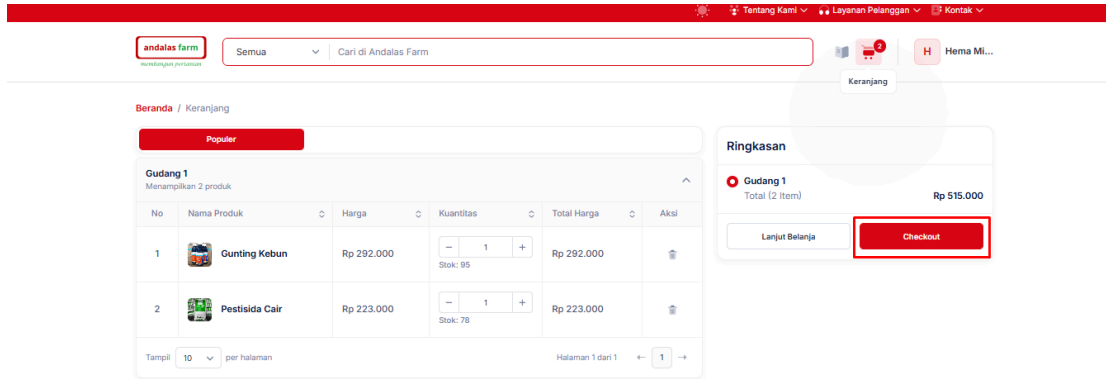 Tentang Kami
Layanan Pelanggan
Kontak
andalas farm
Semua
Cari di Andalas Farm
2
H
Hema Mi...
Keranjang
Beranda / Keranjang
Populer
Gudang 1
Menampilkan 2 produk
No Nama Produk Harga Kuantitas Total Harga Aksi
1 Gunting Kebun Rp 292.000 - 1 + Rp 292.000
Stok: 95
2 Pestisida Cair Rp 223.000 - 1 + Rp 223.000
Stok: 78
Tampil 10 per halaman
Halaman 1 dari 1 ← 1 →
Ringkasan
Gudang 1
Total (2 Item) Rp 515.000
Lanjut Belanja
Checkout